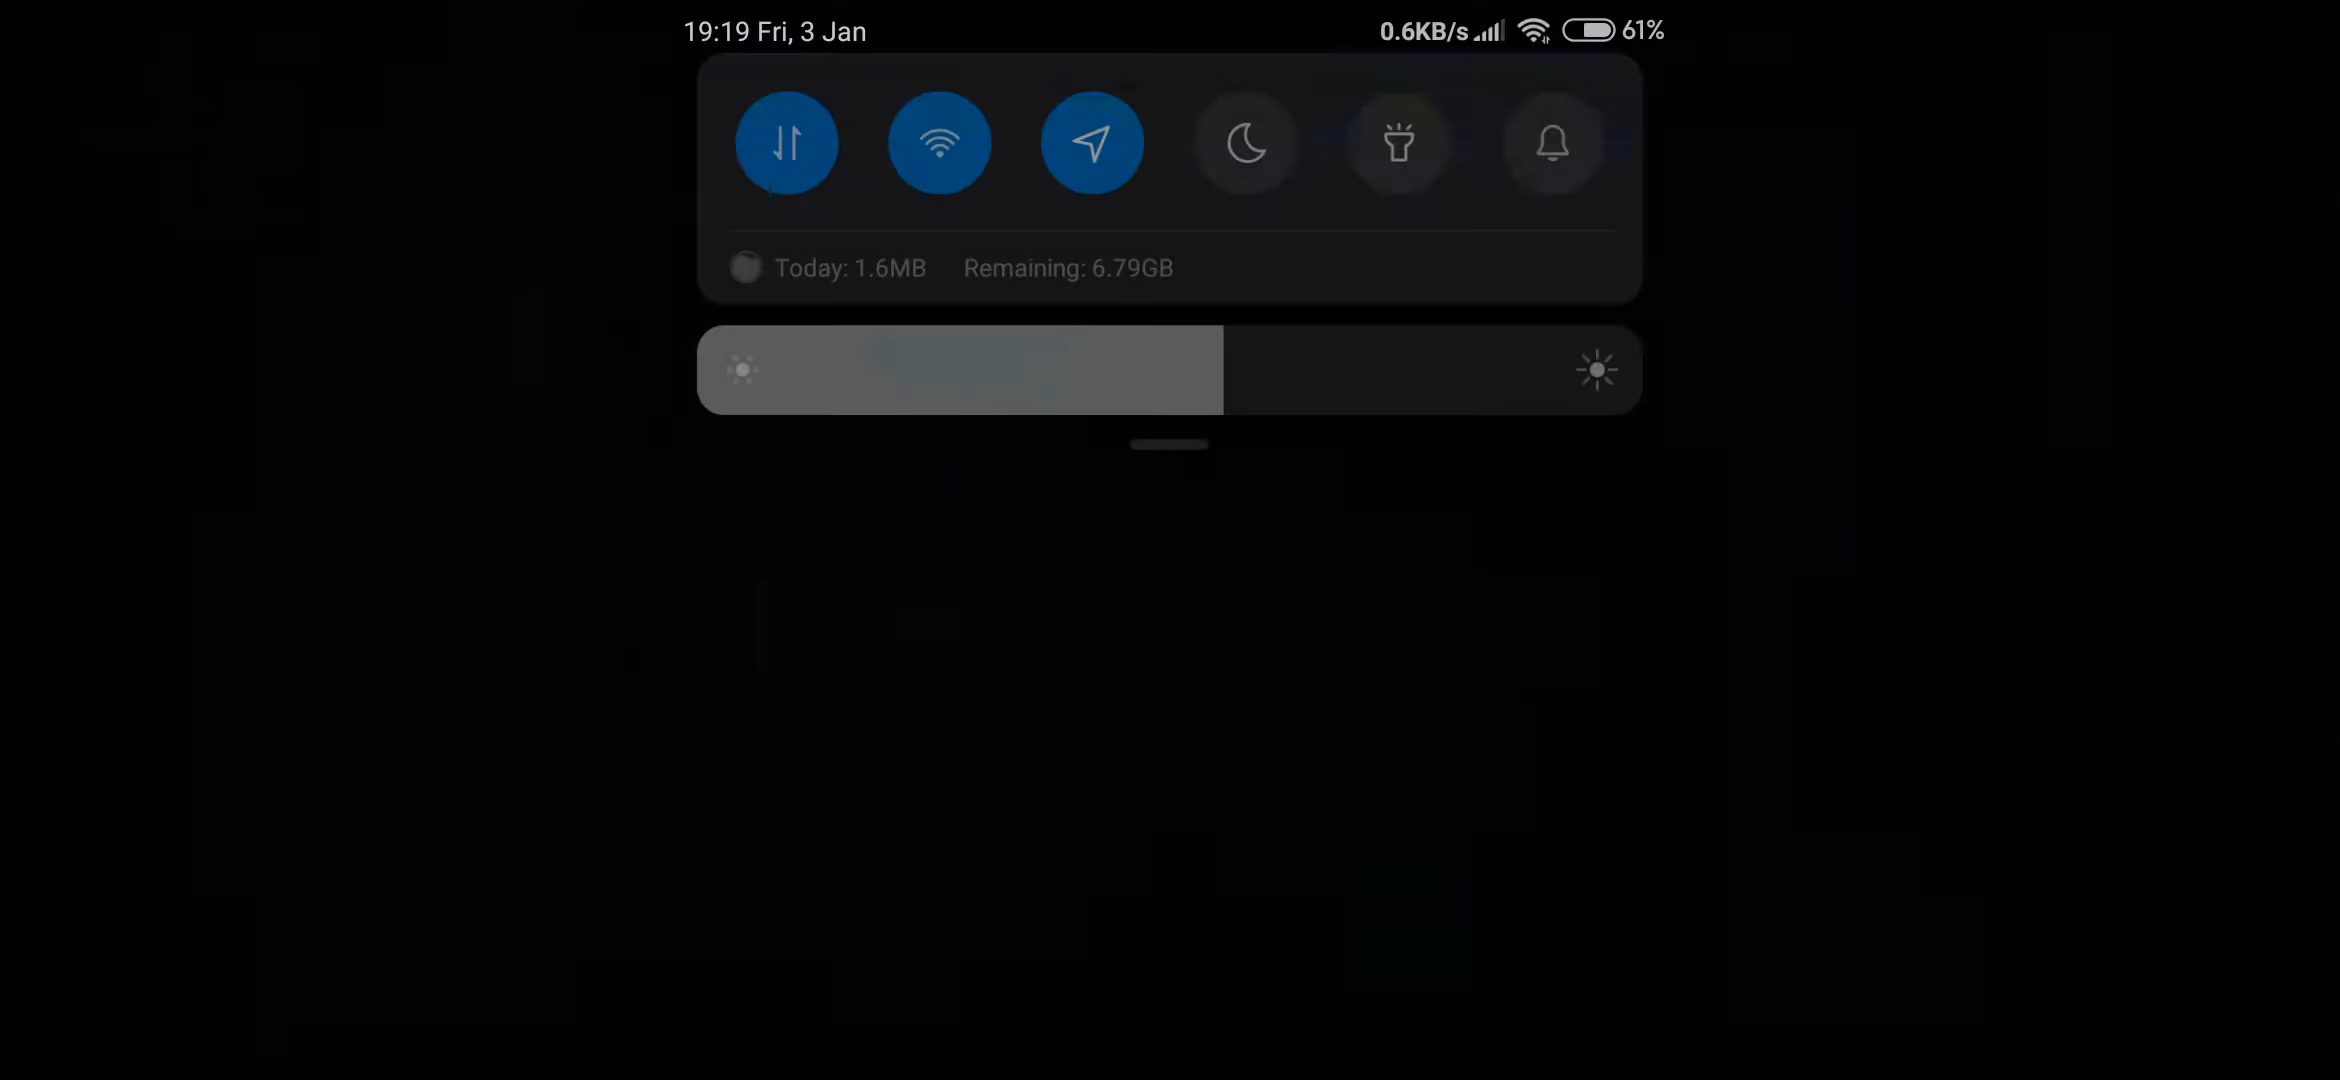 19:19 Fri, 3 Jan 0.6KB/s 61%
Today: 1.6MB Remaining: 6.79GB